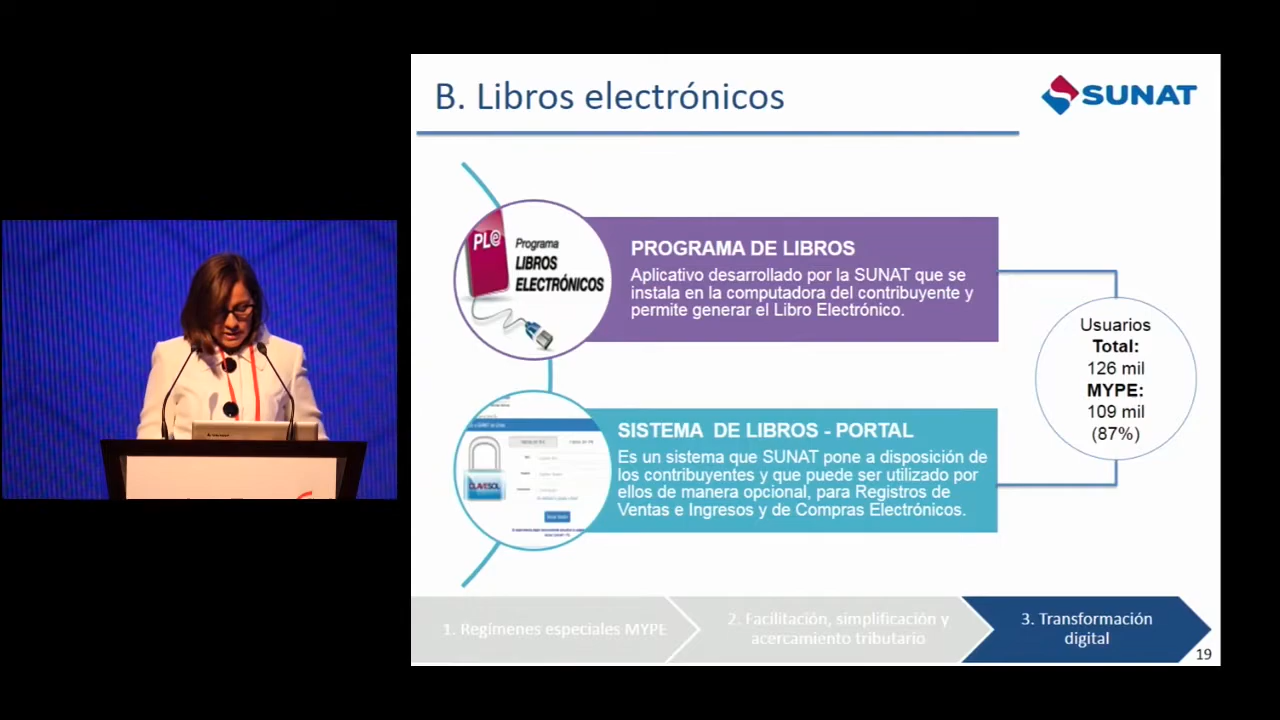 B. Libros electrónicos
SUNAT
PLe
Programa
LIBROS
ELECTRÓNICOS
PROGRAMA DE LIBROS
Aplicativo desarrollado por la SUNAT que se
instala en la computadora del contribuyente y
permite generar el Libro Electrónico.
CLAVESOL
SISTEMA DE LIBROS - PORTAL
Es un sistema que SUNAT pone a disposición de
los contribuyentes y que puede ser utilizado por
ellos de manera opcional, para Registros de
Ventas e Ingresos y de Compras Electrónicos.
Usuarios
Total:
126 mil
MYPE:
109 mil
(87%)
1. Regímenes especiales MYPE
2. Facilitación, simplificación y
acercamiento tributario
3. Transformación
digital
19